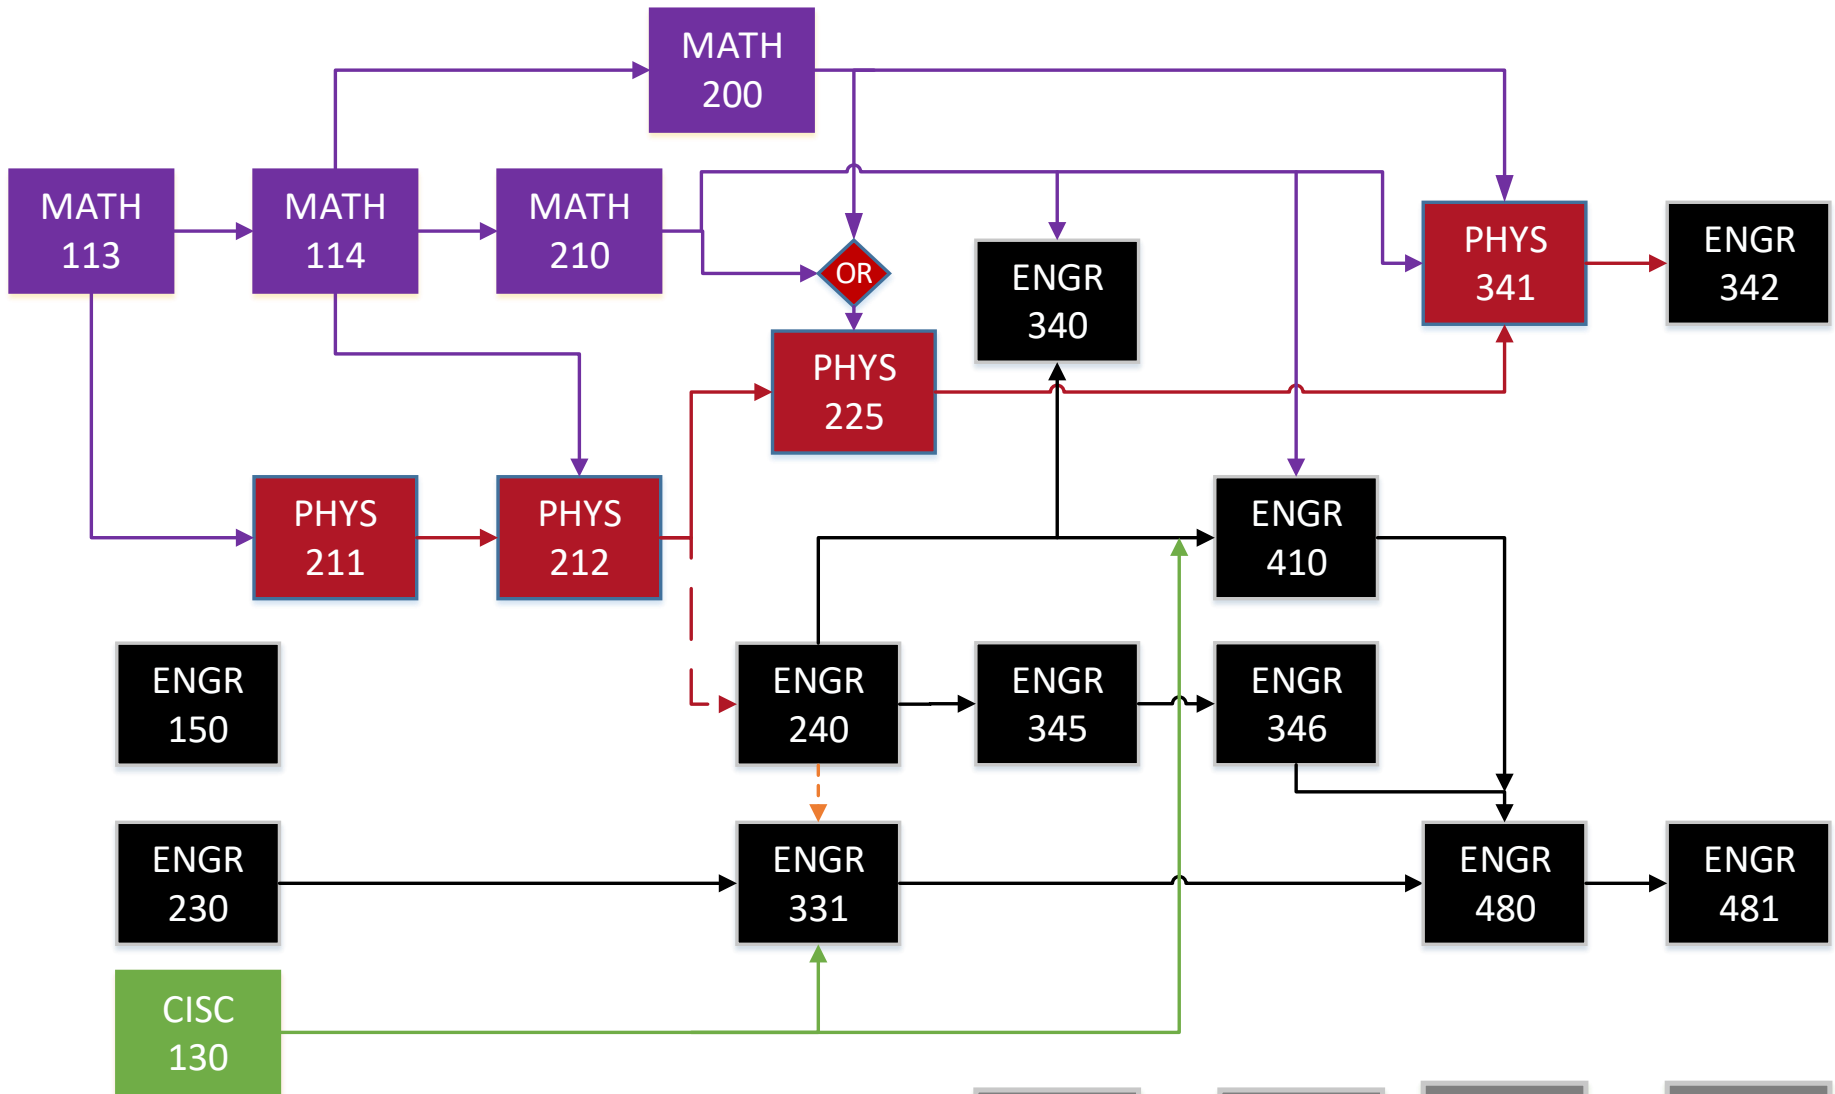 MATH
200
MATH
113
MATH
114
MATH
210
OR
ENGR
340
PHYS
341
ENGR
342
PHYS
225
PHYS
211
PHYS
212
ENGR
410
ENGR
150
ENGR
240
ENGR
345
ENGR
346
ENGR
230
ENGR
331
ENGR
480
ENGR
481
CISC
130